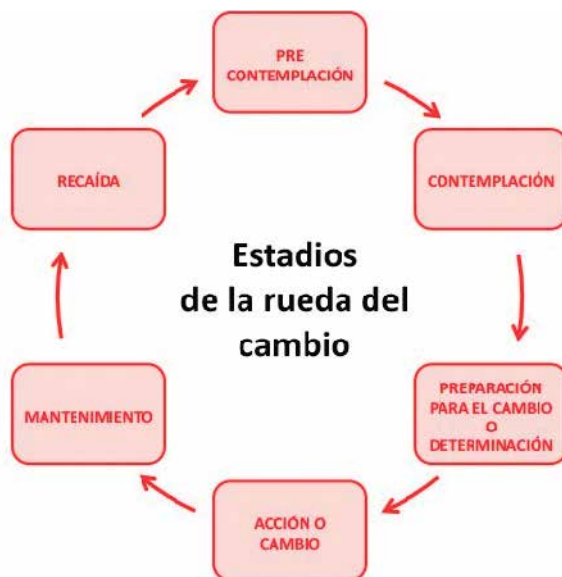 PRE
CONTEMPLACIÓN
CONTEMPLACIÓN
PREPARACIÓN
PARA EL CAMBIO
O
DETERMINACIÓN
ACCIÓN O
CAMBIO
MANTENIMIENTO
RECAÍDA
Estadios
de la rueda del
cambio